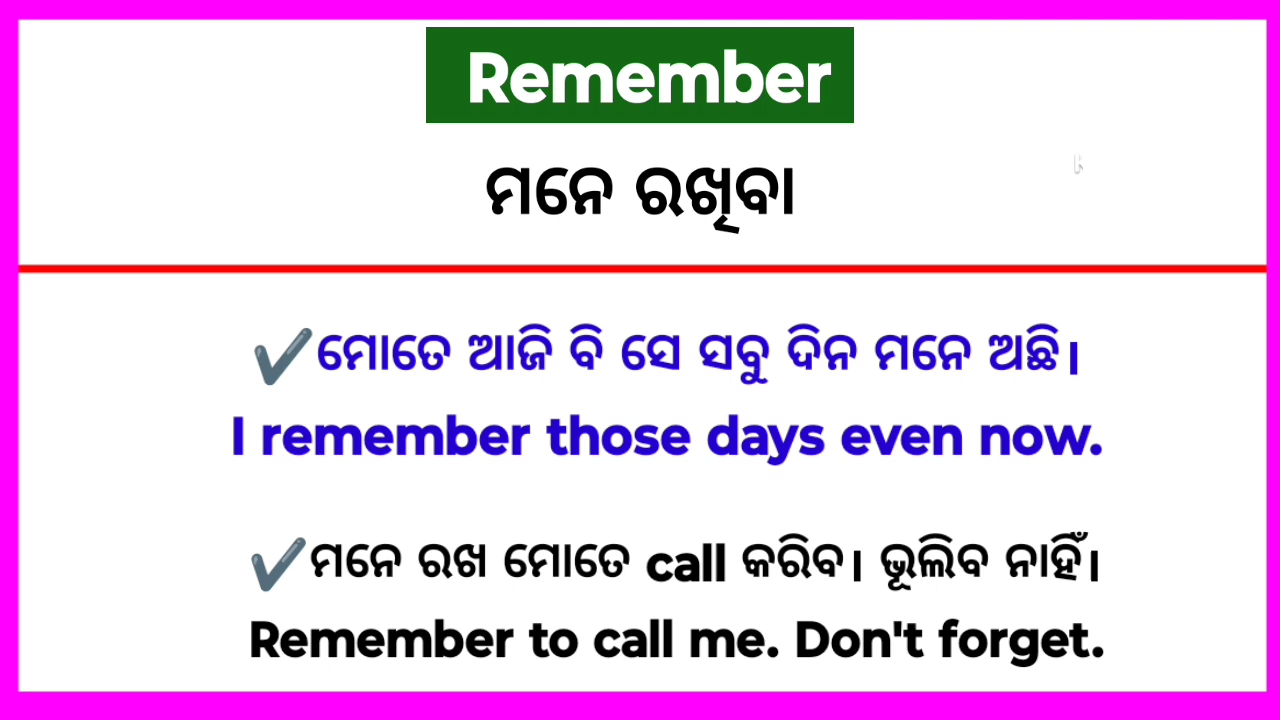 Remember
ମନେ ରଖିବା
✔️ମୋତେ ଆଜି ବି ସେ ସବୁ ଦିନ ମନେ ଅଛି।
I remember those days even now.
✔️ମନେ ରଖ ମୋତେ call କରିବ। ଭୂଲିବ ନାହିଁ।
Remember to call me. Don't forget.